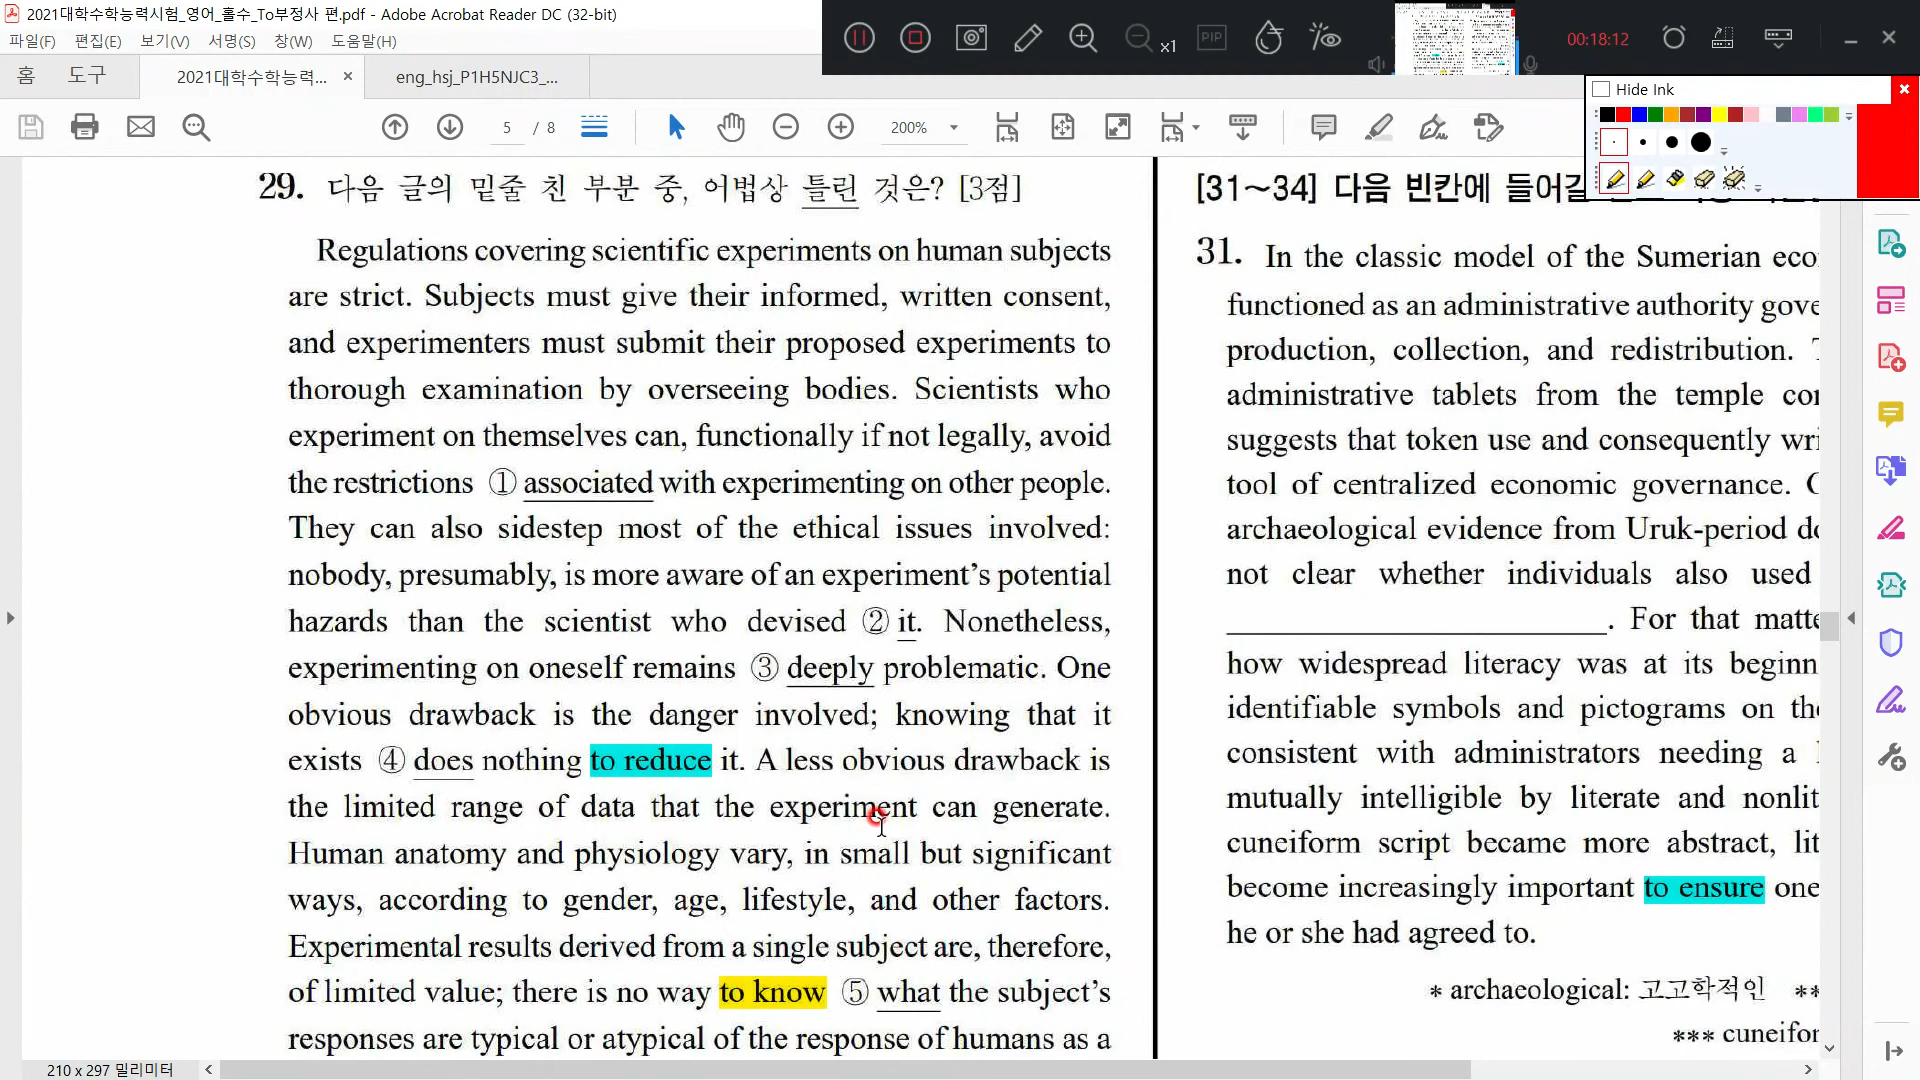 2021대학수학능력시험_영어_홀수_To부정사 편.pdf - Adobe Acrobat Reader DC (32-bit)
파일(F) 편집(E) 보기(V) 서명(S) 창(W) 도움말(H)
x1
PIP
00:18:12
홈 도구 2021대학수학능력... × eng_hsj_P1H5NJC3_...
Hide Ink
5 / 8
200%
29. 다음 글의 밑줄 친 부분 중, 어법상 틀린 것은? [3점]
Regulations covering scientific experiments on human subjects
are strict. Subjects must give their informed, written consent,
and experimenters must submit their proposed experiments to
thorough examination by overseeing bodies. Scientists who
experiment on themselves can, functionally if not legally, avoid
the restrictions ① associated with experimenting on other people.
They can also sidestep most of the ethical issues involved:
nobody, presumably, is more aware of an experiment's potential
hazards than the scientist who devised ② it. Nonetheless,
experimenting on oneself remains ③ deeply problematic. One
obvious drawback is the danger involved; knowing that it
exists ④ does nothing to reduce it. A less obvious drawback is
the limited range of data that the experiment can generate.
Human anatomy and physiology vary, in small but significant
ways, according to gender, age, lifestyle, and other factors.
Experimental results derived from a single subject are, therefore,
of limited value; there is no way to know ⑤ what the subject's
responses are typical or atypical of the response of humans as a
[31～34] 다음 빈칸에 들어갈
31. In the classic model of the Sumerian eco
functioned as an administrative authority gove
production, collection, and redistribution.
administrative tablets from the temple co
suggests that token use and consequently wri
tool of centralized economic governance.
archaeological evidence from Uruk-period do
not clear whether individuals also used
. For that matte
how widespread literacy was at its beginn
identifiable symbols and pictograms on the
consistent with administrators needing a
mutually intelligible by literate and nonlit
cuneiform script became more abstract, lit
become increasingly important to ensure one
he or she had agreed to.
* archaeological: 고고학적인 **
*** cuneifor
210 x 297 밀리미터